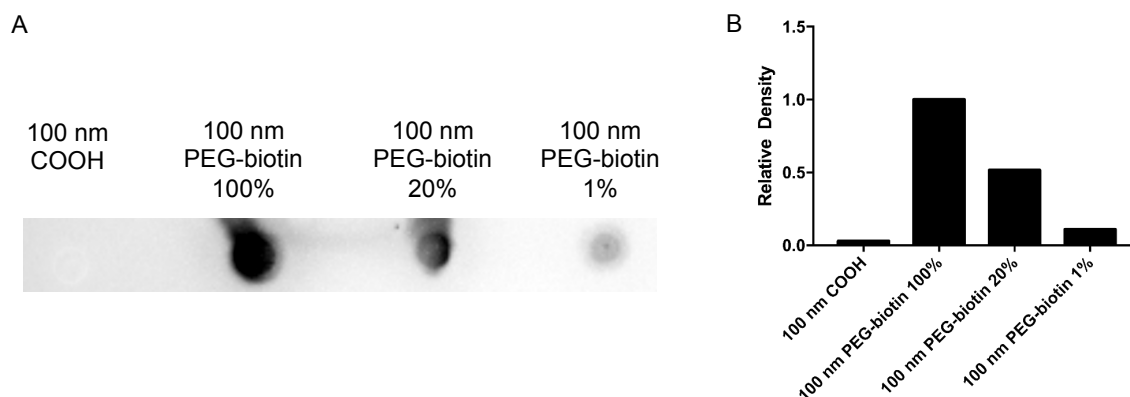 A
100 nm
COOH
100 nm
PEG-biotin
100%
100 nm
PEG-biotin
20%
100 nm
PEG-biotin
1%
B
Relative Density
1.5
1.0
0.5
0.0
100 nm COOH
100 nm PEG-biotin 100%
100 nm PEG-biotin 20%
100 nm PEG-biotin 1%